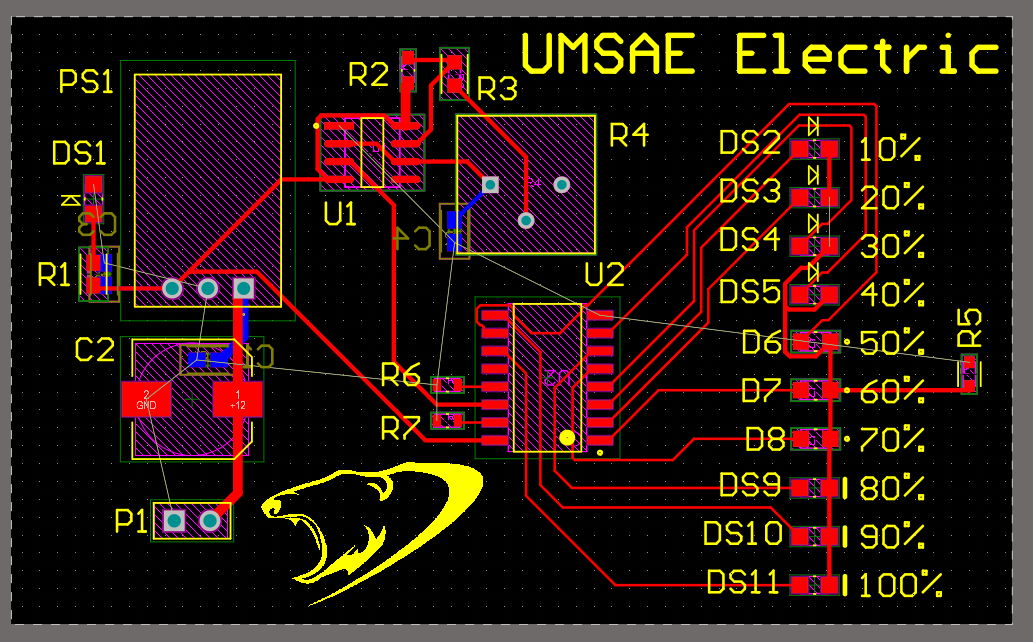 UMSAE Electric
PS1
R2
R3
R4
DS1
C3
U1
C4
R1
U2
DS2 10%
DS3 20%
DS4 30%
DS5 40%
D6 50%
R5
C2
C1
2
GND
1
+12
R6
D7 60%
R7
D8 70%
DS9 80%
P1
DS10 90%
DS11 100%